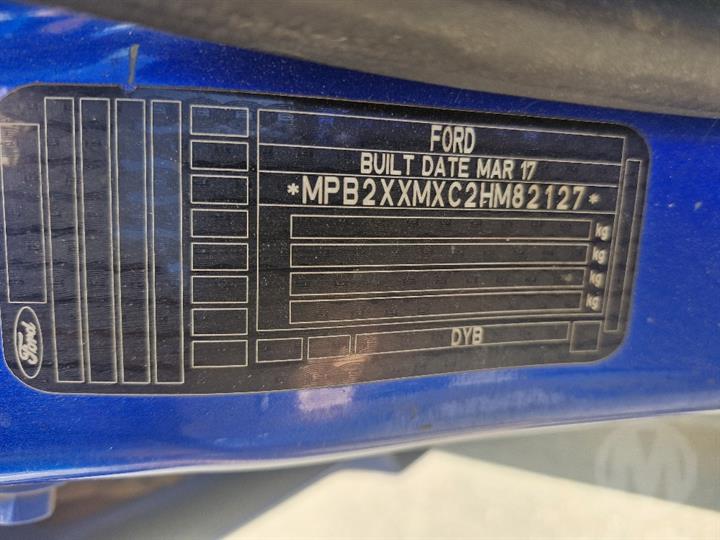 FORD
BUILT DATE MAR 17
*MPB2XXMXC2HM82127*
kg
kg
kg
kg
DYB
Ford
M